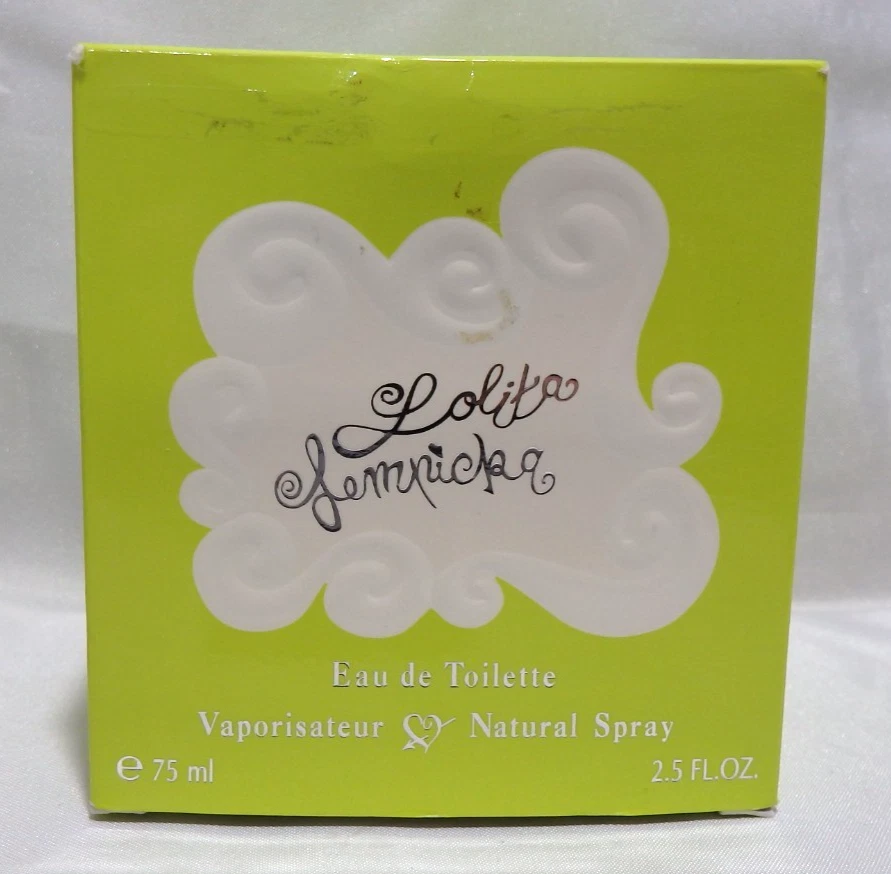 Lolita
Lempicka
Eau de Toilette
Vaporisateur Natural Spray
℮ 75 ml
2.5 FL.OZ.